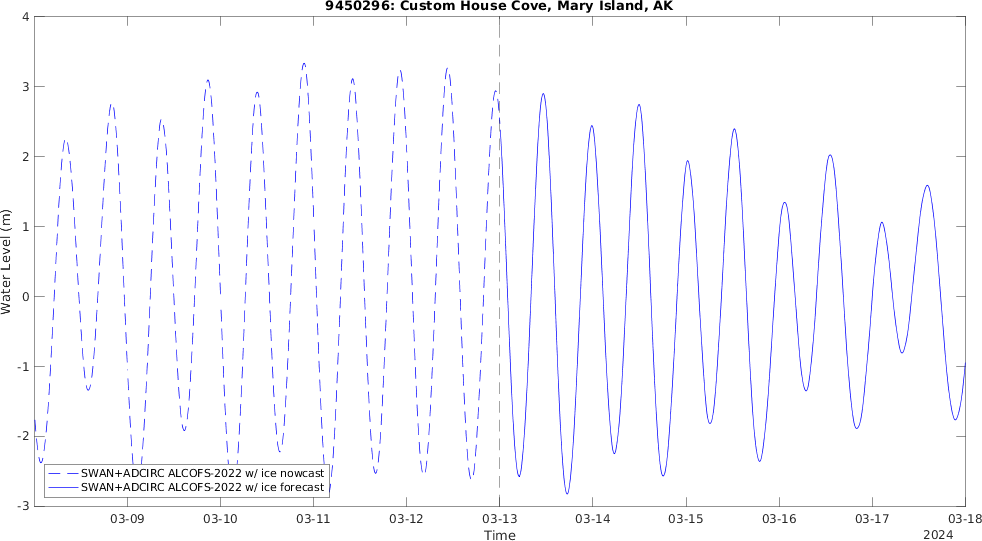 9450296: Custom House Cove, Mary Island, AK
Water Level (m)
4
3
2
1
0
-1
-2
-3
SWAN+ADCIRC ALCOFS-2022 w/ ice nowcast
SWAN+ADCIRC ALCOFS-2022 w/ ice forecast
03-09 03-10 03-11 03-12 03-13 03-14 03-15 03-16 03-17 03-18
Time
2024